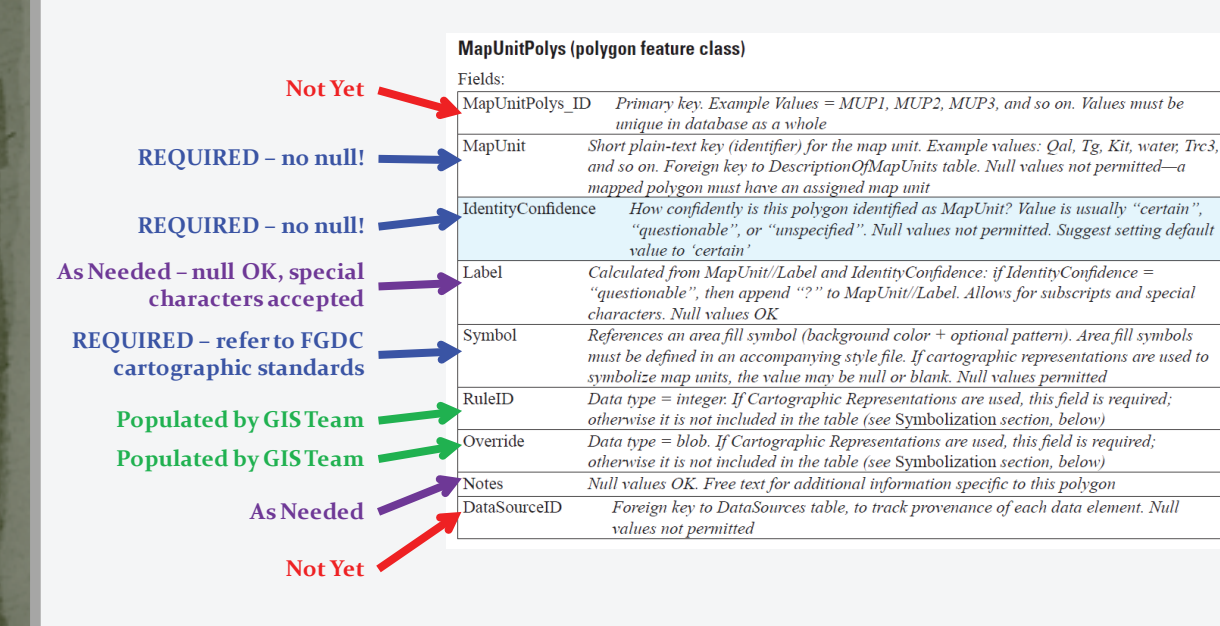 MapUnitPolys (polygon feature class)
Fields:
Not Yet
MapUnitPolys_ID Primary key. Example Values = MUP1, MUP2, MUP3, and so on. Values must be
unique in database as a whole
REQUIRED – no null!
MapUnit Short plain-text key (identifier) for the map unit. Example values: Qal, Tg, Kit, water, Trc3,
and so on. Foreign key to DescriptionOfMapUnits table. Null values not permitted—a
mapped polygon must have an assigned map unit
REQUIRED – no null!
IdentityConfidence How confidently is this polygon identified as MapUnit? Value is usually “certain”,
“questionable”, or “unspecified”. Null values not permitted. Suggest setting default
value to ‘certain’
As Needed – null OK, special
characters accepted
Label Calculated from MapUnit//Label and IdentityConfidence: if IdentityConfidence =
“questionable”, then append “?” to MapUnit//Label. Allows for subscripts and special
characters. Null values OK
REQUIRED – refer to FGDC
cartographic standards
Symbol References an area fill symbol (background color + optional pattern). Area fill symbols
must be defined in an accompanying style file. If cartographic representations are used to
symbolize map units, the value may be null or blank. Null values permitted
Populated by GIS Team
RuleID Data type = integer. If Cartographic Representations are used, this field is required;
otherwise it is not included in the table (see Symbolization section, below)
Populated by GIS Team
Override Data type = blob. If Cartographic Representations are used, this field is required;
otherwise it is not included in the table (see Symbolization section, below)
As Needed
Notes Null values OK. Free text for additional information specific to this polygon
Not Yet
DataSourceID Foreign key to DataSources table, to track provenance of each data element. Null
values not permitted